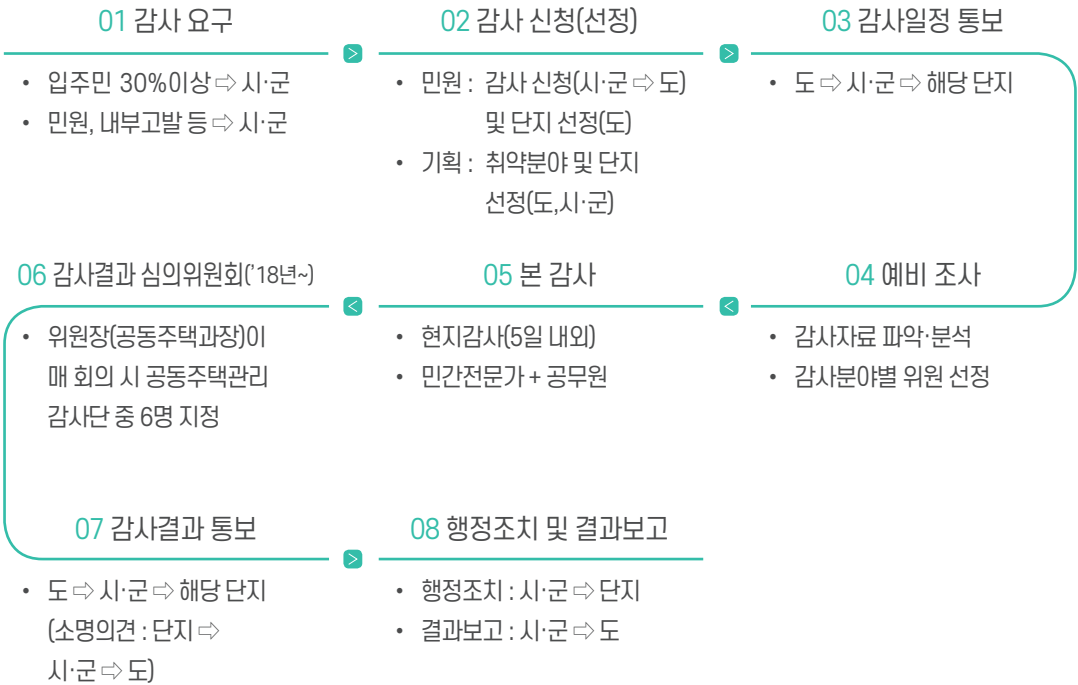 01 감사 요구
• 입주민 30%이상 ⇨ 시·군
• 민원, 내부고발 등 ⇨ 시·군
02 감사 신청(선정)
• 민원 : 감사 신청(시·군 ⇨ 도)
및 단지 선정(도)
• 기획 : 취약분야 및 단지
선정(도,시·군)
03 감사일정 통보
• 도 ⇨ 시·군 ⇨ 해당 단지
04 예비 조사
• 감사자료 파악·분석
• 감사분야별 위원 선정
05 본 감사
• 현지감사(5일 내외)
• 민간전문가 + 공무원
06 감사결과 심의위원회('18년~)
• 위원장(공동주택과장)이
매 회의 시 공동주택관리
감사단 중 6명 지정
07 감사결과 통보
• 도 ⇨ 시·군 ⇨ 해당 단지
(소명의견 : 단지 ⇨
시·군 ⇨ 도)
08 행정조치 및 결과보고
• 행정조치 : 시·군 ⇨ 단지
• 결과보고 : 시·군 ⇨ 도